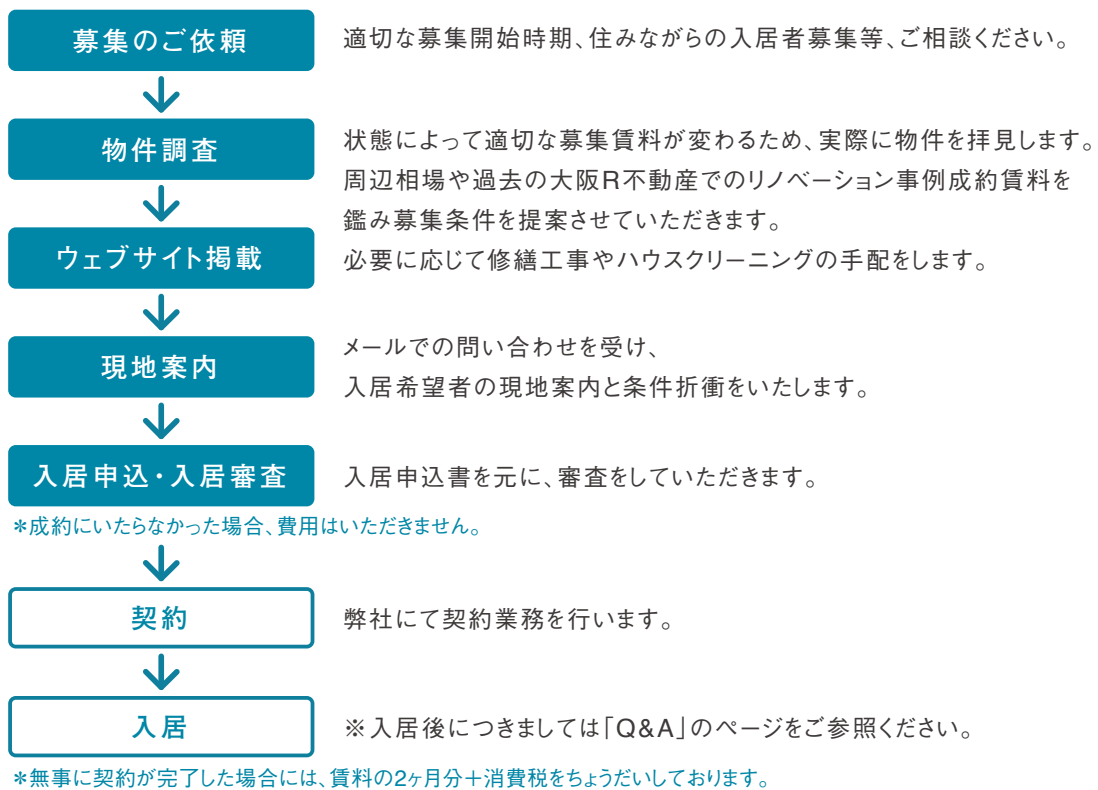 募集のご依頼
適切な募集開始時期、住みながらの入居者募集等、ご相談ください。
物件調査
状態によって適切な募集賃料が変わるため、実際に物件を拝見します。
周辺相場や過去の大阪R不動産でのリノベーション事例成約賃料を
鑑み募集条件を提案させていただきます。
ウェブサイト掲載
必要に応じて修繕工事やハウスクリーニングの手配をします。
現地案内
メールでの問い合わせを受け、
入居希望者の現地案内と条件折衝をいたします。
入居申込・入居審査
入居申込書を元に、審査をしていただきます。
*成約にいたらなかった場合、費用はいただきません。
契約
弊社にて契約業務を行います。
入居
※入居後につきましては「Q&A」のページをご参照ください。
*無事に契約が完了した場合には、賃料の2ヶ月分+消費税をちょうだいしております。